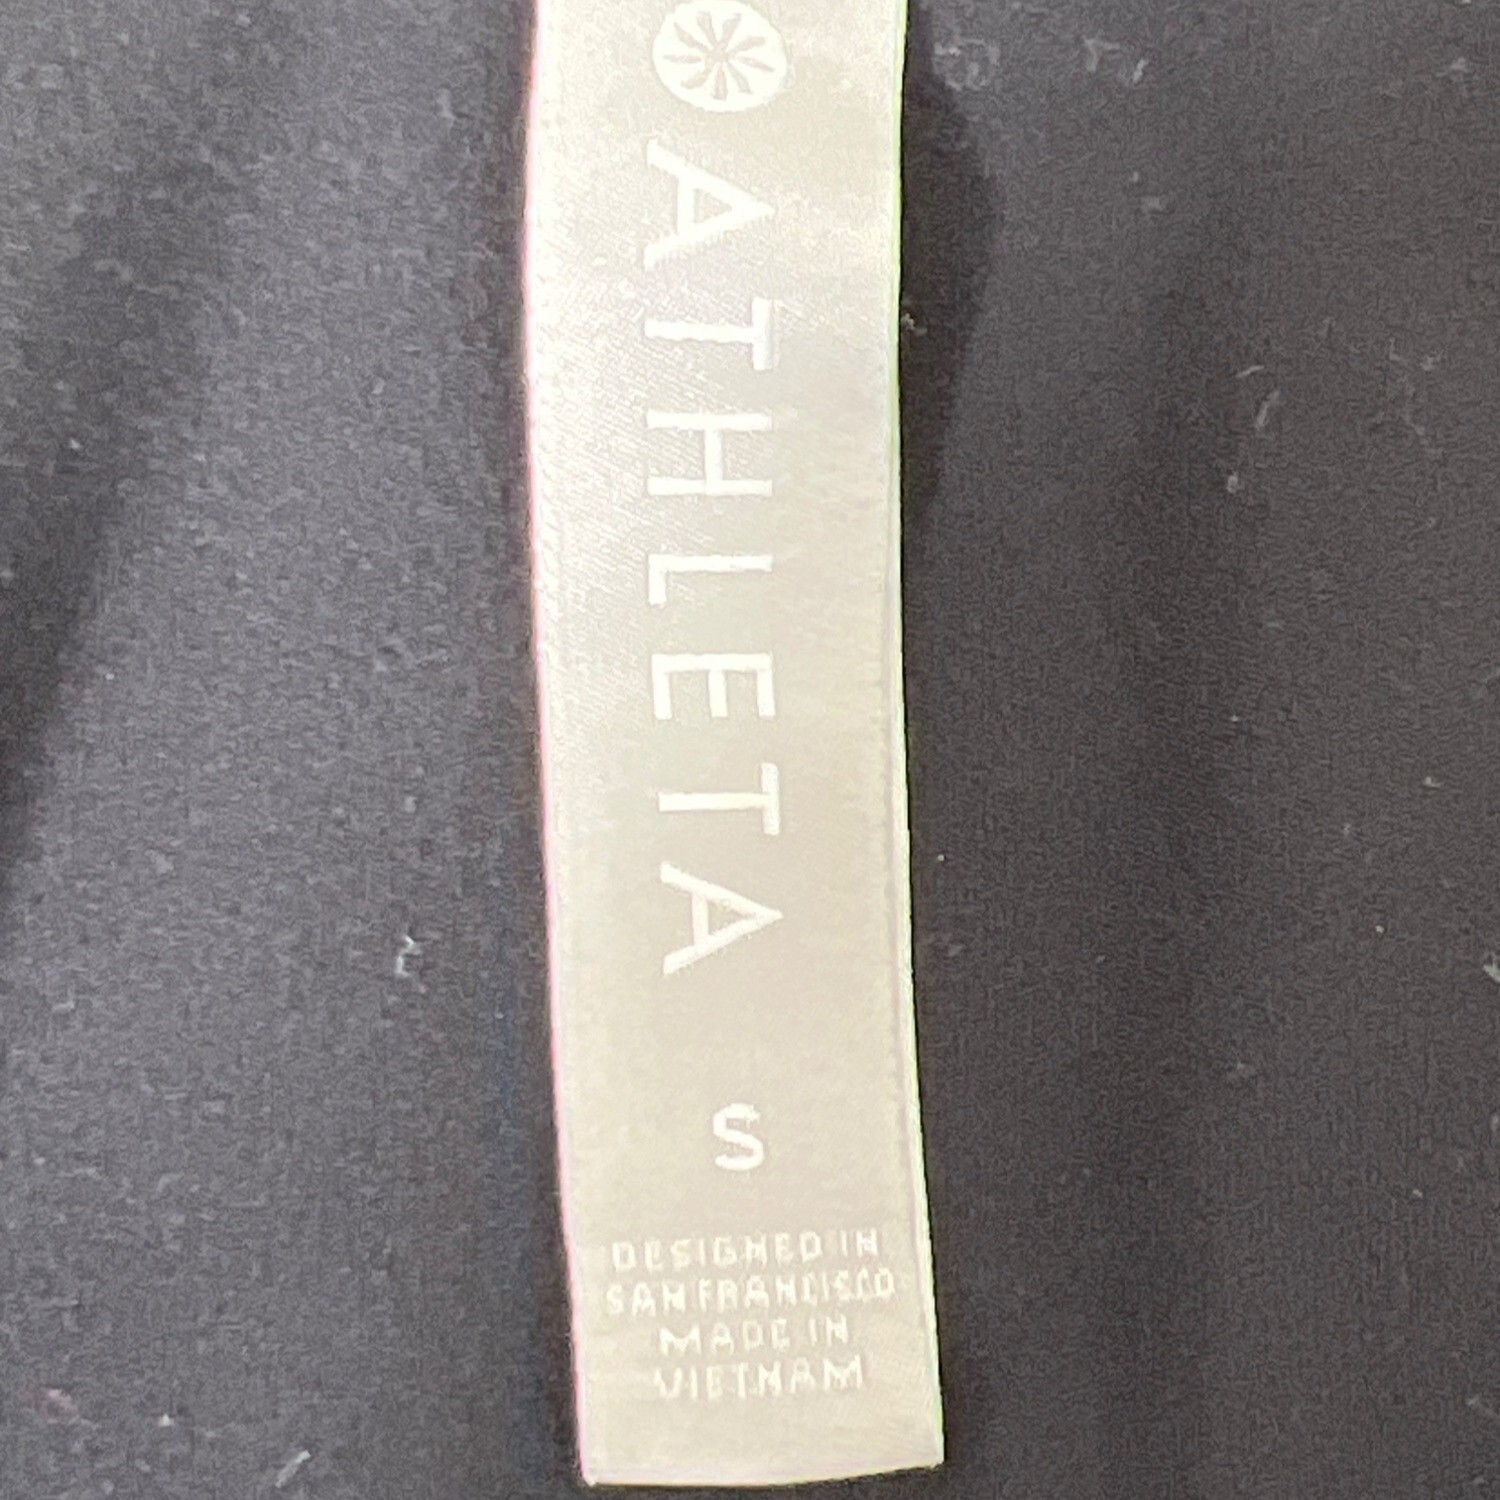 ATHLETA
S
DESIGNED IN
SAN FRANCISCO
MADE IN
VIETNAM